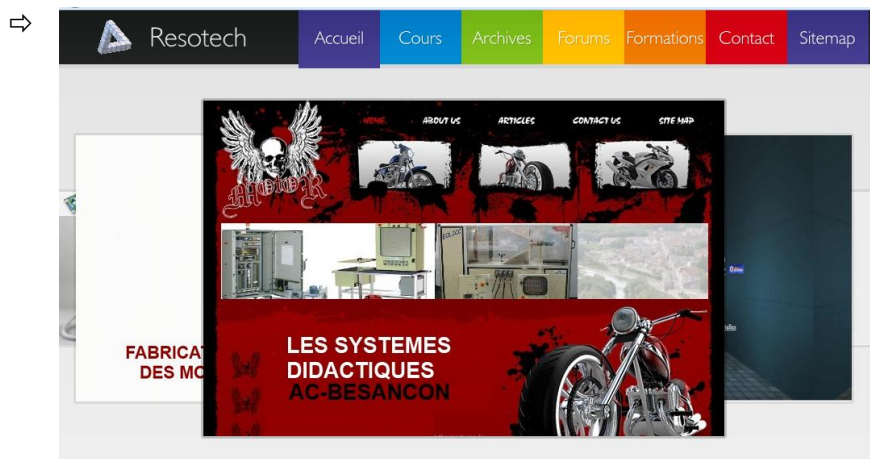 ⇨
Resotech
Accueil Cours Archives Forums Formations Contact Sitemap
HOME ABOUT US ARTICLES CONTACT US SITE MAP
MOTOR
EOLICC
FABRICAT
DES MO
LES SYSTEMES
DIDACTIQUES
AC-BESANCON